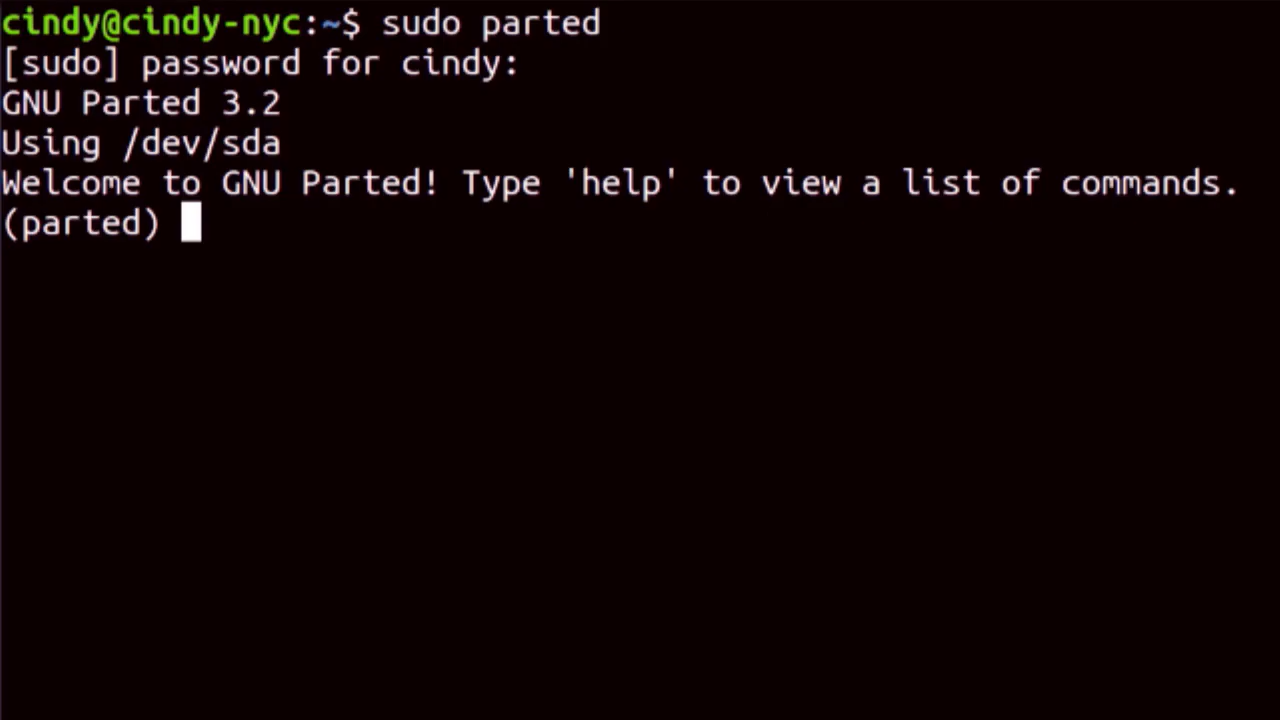 cindy@cindy-nyc:~$ sudo parted
[sudo] password for cindy:
GNU Parted 3.2
Using /dev/sda
Welcome to GNU Parted! Type 'help' to view a list of commands.
(parted)